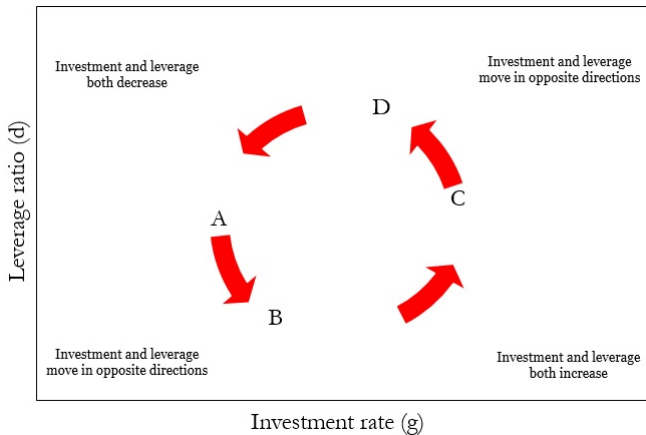 Investment and leverage
both decrease
Investment and leverage
move in opposite directions
D
C
A
B
Investment and leverage
move in opposite directions
Investment and leverage
both increase
Leverage ratio (d)
Investment rate (g)